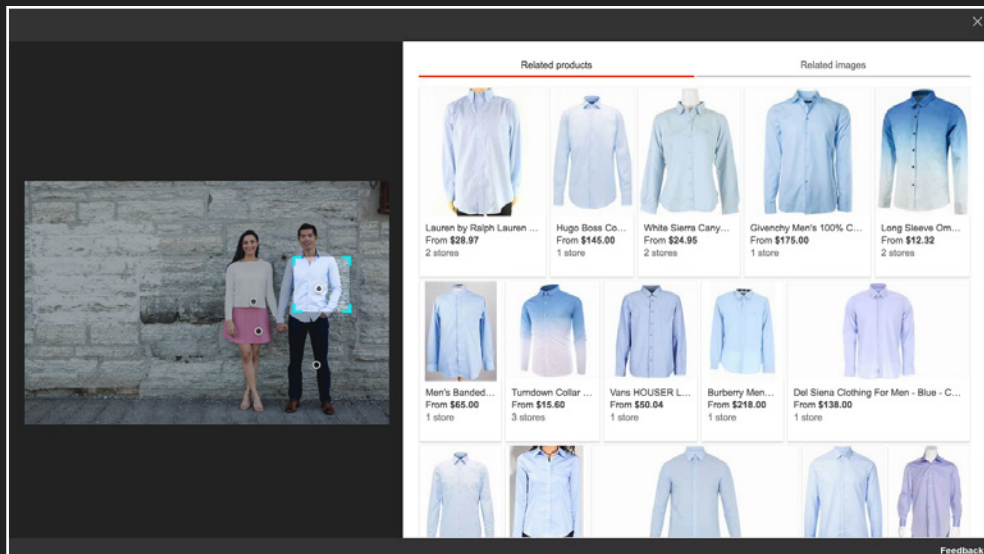 Related products
Related images
Lauren by Ralph Lauren ...
From $28.97
2 stores
Hugo Boss Co...
From $145.00
1 store
White Sierra Cany...
From $24.95
2 stores
Givenchy Men's 100% C...
From $175.00
1 store
Long Sleeve Om...
From $12.32
2 stores
Men's Banded...
From $65.00
1 store
Turndown Collar ...
From $15.60
3 stores
Vans HOUSER L...
From $50.04
1 store
Burberry Men...
From $218.00
1 store
Del Siena Clothing For Men - Blue - C...
From $138.00
1 store
Feedback